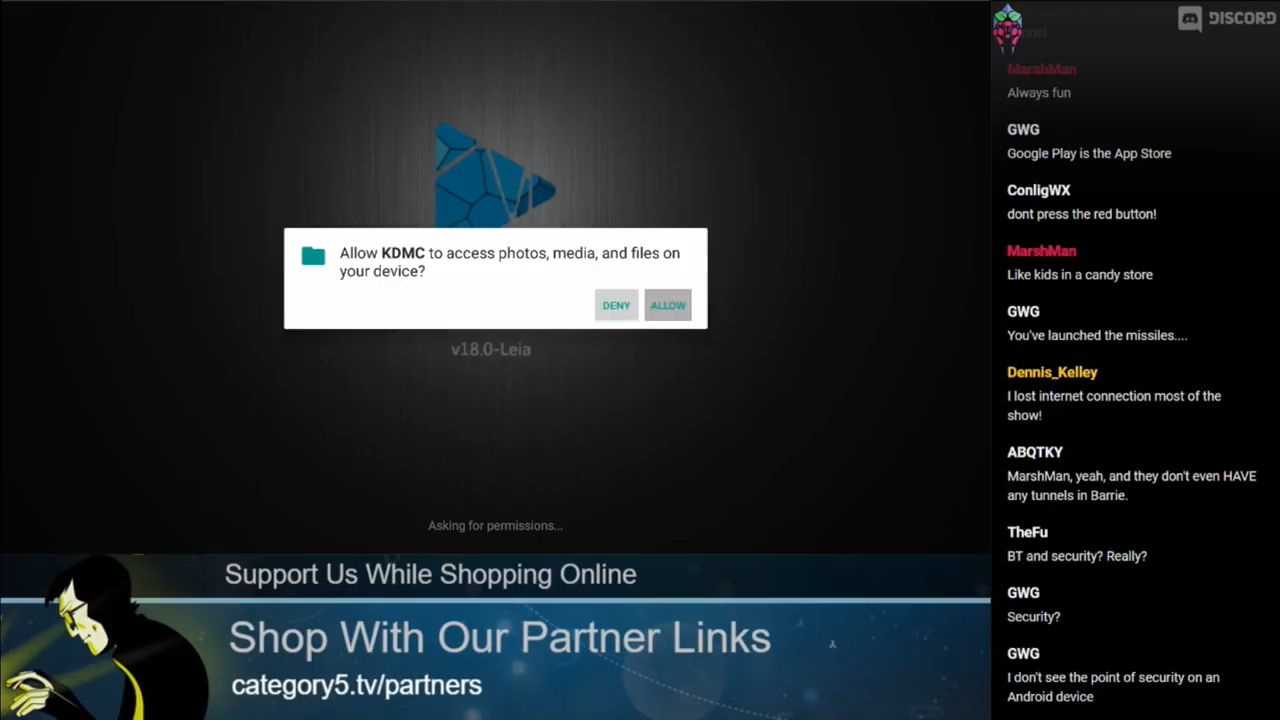 Allow KDMC to access photos, media, and files on
your device?
DENY ALLOW
v18.0-Leia
Asking for permissions...
Support Us While Shopping Online
Shop With Our Partner Links
category5.tv/partners
DISCORD
MarshMan
Always fun
GWG
Google Play is the App Store
ConligWX
dont press the red button!
MarshMan
Like kids in a candy store
GWG
You've launched the missiles....
Dennis_Kelley
I lost internet connection most of the
show!
ABQTKY
MarshMan, yeah, and they don't even HAVE
any tunnels in Barrie.
TheFu
BT and security? Really?
GWG
Security?
GWG
I don't see the point of security on an
Android device